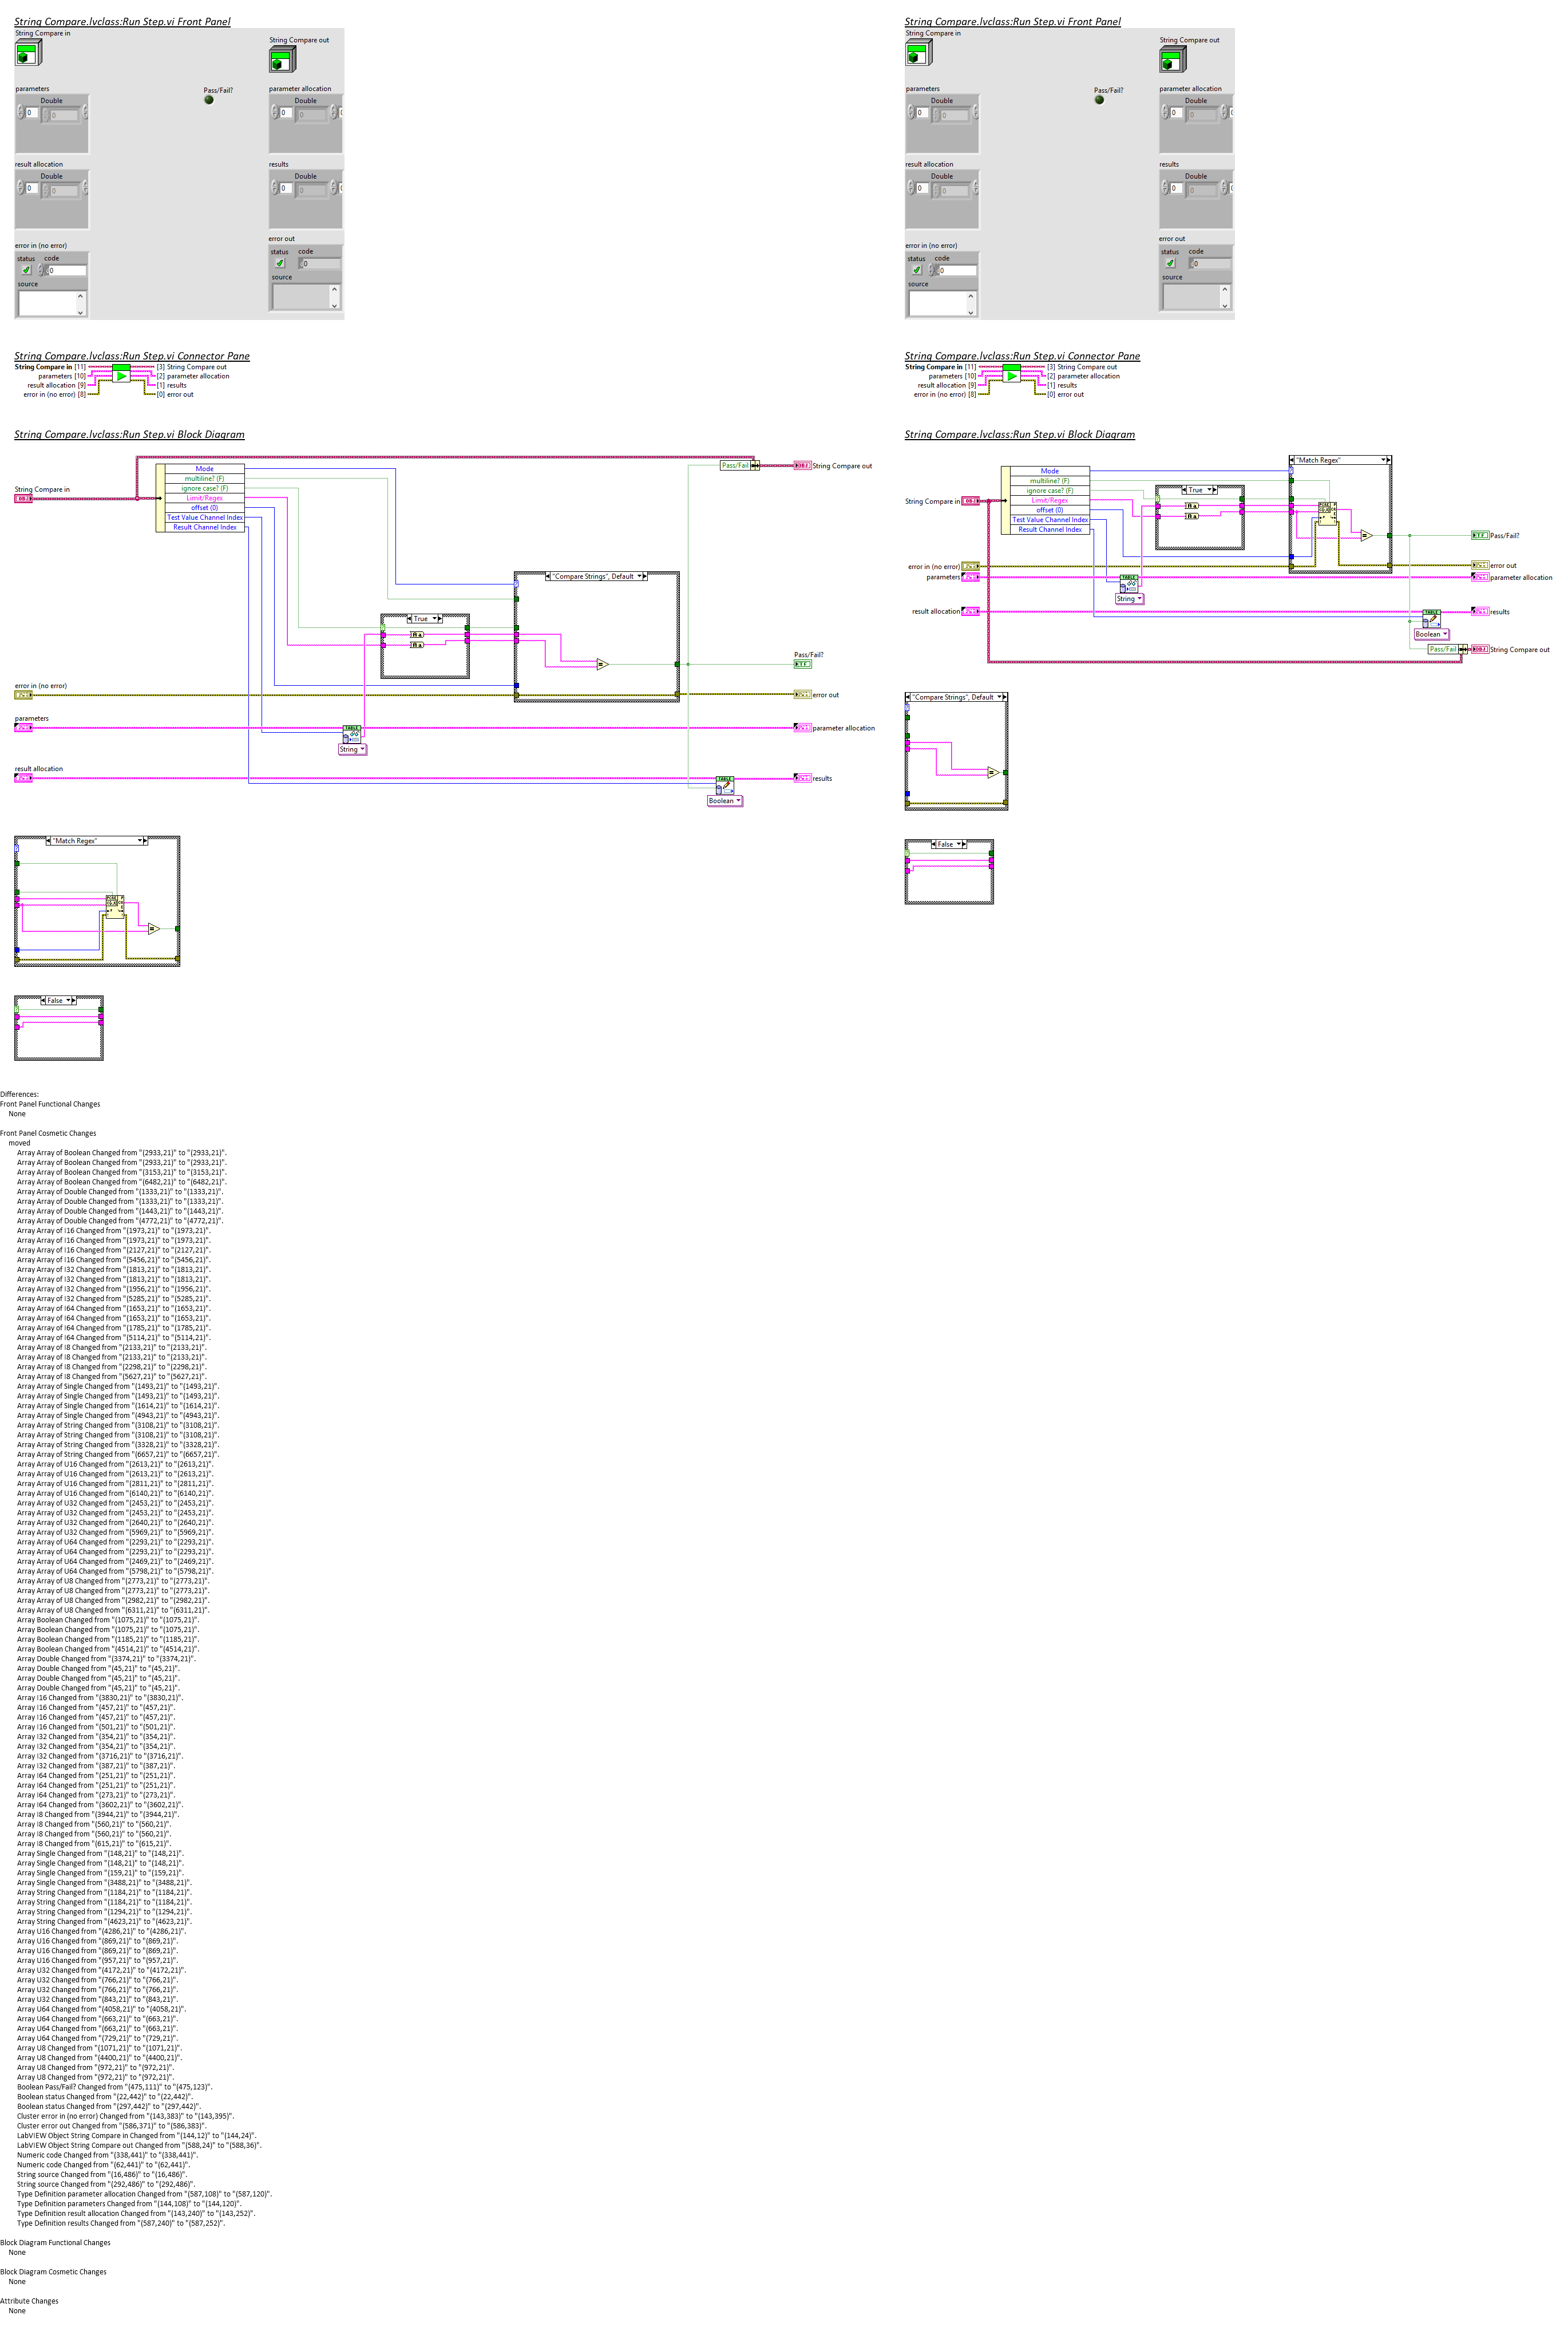 String Compare.lvclass:Run Step.vi Front Panel
String Compare in
String Compare out
parameters
Pass/Fail?
parameter allocation
Double
0
0
Double
0
0
result allocation
results
Double
0
0
Double
0
0
error in (no error)
error out
status code
0
source
status code
0
source
String Compare.lvclass:Run Step.vi Connector Pane
String Compare in [11]
parameters [10]
result allocation [9]
error in (no error) [8]
[3] String Compare out
[2] parameter allocation
[1] results
[0] error out
String Compare.lvclass:Run Step.vi Block Diagram
Mode
multiline? (F)
ignore case? (F)
Limit/Regex
offset (0)
Test Value Channel Index
Result Channel Index
String Compare in
Pass/Fail
String Compare out
"Compare Strings", Default
True
Pass/Fail?
error in (no error)
error out
parameters
TABLE
String
parameter allocation
result allocation
TABLE
Boolean
results
"Match Regex"
False
String Compare.lvclass:Run Step.vi Front Panel
String Compare in
String Compare out
parameters
Pass/Fail?
parameter allocation
Double
0
0
Double
0
0
result allocation
results
Double
0
0
Double
0
0
error in (no error)
error out
status code
0
source
status code
0
source
String Compare.lvclass:Run Step.vi Connector Pane
String Compare in [11]
parameters [10]
result allocation [9]
error in (no error) [8]
[3] String Compare out
[2] parameter allocation
[1] results
[0] error out
String Compare.lvclass:Run Step.vi Block Diagram
"Match Regex"
Mode
multiline? (F)
ignore case? (F)
Limit/Regex
offset (0)
Test Value Channel Index
Result Channel Index
String Compare in
True
Pass/Fail?
error in (no error)
error out
parameters
TABLE
String
parameter allocation
result allocation
TABLE
Boolean
results
Pass/Fail
String Compare out
"Compare Strings", Default
False
Differences:
Front Panel Functional Changes
None
Front Panel Cosmetic Changes
moved
Array Array of Boolean Changed from "(2933,21)" to "(2933,21)".
Array Array of Boolean Changed from "(2933,21)" to "(2933,21)".
Array Array of Boolean Changed from "(3153,21)" to "(3153,21)".
Array Array of Boolean Changed from "(6482,21)" to "(6482,21)".
Array Array of Double Changed from "(1333,21)" to "(1333,21)".
Array Array of Double Changed from "(1333,21)" to "(1333,21)".
Array Array of Double Changed from "(1443,21)" to "(1443,21)".
Array Array of Double Changed from "(4772,21)" to "(4772,21)".
Array Array of I16 Changed from "(1973,21)" to "(1973,21)".
Array Array of I16 Changed from "(1973,21)" to "(1973,21)".
Array Array of I16 Changed from "(2127,21)" to "(2127,21)".
Array Array of I16 Changed from "(5456,21)" to "(5456,21)".
Array Array of I32 Changed from "(1813,21)" to "(1813,21)".
Array Array of I32 Changed from "(1813,21)" to "(1813,21)".
Array Array of I32 Changed from "(1956,21)" to "(1956,21)".
Array Array of I32 Changed from "(5285,21)" to "(5285,21)".
Array Array of I64 Changed from "(1653,21)" to "(1653,21)".
Array Array of I64 Changed from "(1653,21)" to "(1653,21)".
Array Array of I64 Changed from "(1785,21)" to "(1785,21)".
Array Array of I64 Changed from "(5114,21)" to "(5114,21)".
Array Array of I8 Changed from "(2133,21)" to "(2133,21)".
Array Array of I8 Changed from "(2133,21)" to "(2133,21)".
Array Array of I8 Changed from "(2298,21)" to "(2298,21)".
Array Array of I8 Changed from "(5627,21)" to "(5627,21)".
Array Array of Single Changed from "(1493,21)" to "(1493,21)".
Array Array of Single Changed from "(1493,21)" to "(1493,21)".
Array Array of Single Changed from "(1614,21)" to "(1614,21)".
Array Array of Single Changed from "(4943,21)" to "(4943,21)".
Array Array of String Changed from "(3108,21)" to "(3108,21)".
Array Array of String Changed from "(3108,21)" to "(3108,21)".
Array Array of String Changed from "(3328,21)" to "(3328,21)".
Array Array of String Changed from "(6657,21)" to "(6657,21)".
Array Array of U16 Changed from "(2613,21)" to "(2613,21)".
Array Array of U16 Changed from "(2613,21)" to "(2613,21)".
Array Array of U16 Changed from "(2811,21)" to "(2811,21)".
Array Array of U16 Changed from "(6140,21)" to "(6140,21)".
Array Array of U32 Changed from "(2453,21)" to "(2453,21)".
Array Array of U32 Changed from "(2453,21)" to "(2453,21)".
Array Array of U32 Changed from "(2640,21)" to "(2640,21)".
Array Array of U32 Changed from "(5969,21)" to "(5969,21)".
Array Array of U64 Changed from "(2293,21)" to "(2293,21)".
Array Array of U64 Changed from "(2293,21)" to "(2293,21)".
Array Array of U64 Changed from "(2469,21)" to "(2469,21)".
Array Array of U64 Changed from "(5798,21)" to "(5798,21)".
Array Array of U8 Changed from "(2773,21)" to "(2773,21)".
Array Array of U8 Changed from "(2773,21)" to "(2773,21)".
Array Array of U8 Changed from "(2982,21)" to "(2982,21)".
Array Array of U8 Changed from "(6311,21)" to "(6311,21)".
Array Boolean Changed from "(1075,21)" to "(1075,21)".
Array Boolean Changed from "(1075,21)" to "(1075,21)".
Array Boolean Changed from "(1185,21)" to "(1185,21)".
Array Boolean Changed from "(4514,21)" to "(4514,21)".
Array Double Changed from "(3374,21)" to "(3374,21)".
Array Double Changed from "(45,21)" to "(45,21)".
Array Double Changed from "(45,21)" to "(45,21)".
Array Double Changed from "(45,21)" to "(45,21)".
Array I16 Changed from "(3830,21)" to "(3830,21)".
Array I16 Changed from "(457,21)" to "(457,21)".
Array I16 Changed from "(457,21)" to "(457,21)".
Array I16 Changed from "(501,21)" to "(501,21)".
Array I32 Changed from "(354,21)" to "(354,21)".
Array I32 Changed from "(354,21)" to "(354,21)".
Array I32 Changed from "(3716,21)" to "(3716,21)".
Array I32 Changed from "(387,21)" to "(387,21)".
Array I64 Changed from "(251,21)" to "(251,21)".
Array I64 Changed from "(251,21)" to "(251,21)".
Array I64 Changed from "(273,21)" to "(273,21)".
Array I64 Changed from "(3602,21)" to "(3602,21)".
Array I8 Changed from "(3944,21)" to "(3944,21)".
Array I8 Changed from "(560,21)" to "(560,21)".
Array I8 Changed from "(560,21)" to "(560,21)".
Array I8 Changed from "(615,21)" to "(615,21)".
Array Single Changed from "(148,21)" to "(148,21)".
Array Single Changed from "(148,21)" to "(148,21)".
Array Single Changed from "(159,21)" to "(159,21)".
Array Single Changed from "(3488,21)" to "(3488,21)".
Array String Changed from "(1184,21)" to "(1184,21)".
Array String Changed from "(1184,21)" to "(1184,21)".
Array String Changed from "(1294,21)" to "(1294,21)".
Array String Changed from "(4623,21)" to "(4623,21)".
Array U16 Changed from "(4286,21)" to "(4286,21)".
Array U16 Changed from "(869,21)" to "(869,21)".
Array U16 Changed from "(869,21)" to "(869,21)".
Array U16 Changed from "(957,21)" to "(957,21)".
Array U32 Changed from "(4172,21)" to "(4172,21)".
Array U32 Changed from "(766,21)" to "(766,21)".
Array U32 Changed from "(766,21)" to "(766,21)".
Array U32 Changed from "(843,21)" to "(843,21)".
Array U64 Changed from "(4058,21)" to "(4058,21)".
Array U64 Changed from "(663,21)" to "(663,21)".
Array U64 Changed from "(663,21)" to "(663,21)".
Array U64 Changed from "(729,21)" to "(729,21)".
Array U8 Changed from "(1071,21)" to "(1071,21)".
Array U8 Changed from "(4400,21)" to "(4400,21)".
Array U8 Changed from "(972,21)" to "(972,21)".
Array U8 Changed from "(972,21)" to "(972,21)".
Boolean Pass/Fail? Changed from "(475,111)" to "(475,123)".
Boolean status Changed from "(22,442)" to "(22,442)".
Boolean status Changed from "(297,442)" to "(297,442)".
Cluster error in (no error) Changed from "(143,383)" to "(143,395)".
Cluster error out Changed from "(586,371)" to "(586,383)".
LabVIEW Object String Compare in Changed from "(144,12)" to "(144,24)".
LabVIEW Object String Compare out Changed from "(588,24)" to "(588,36)".
Numeric code Changed from "(338,441)" to "(338,441)".
Numeric code Changed from "(62,441)" to "(62,441)".
String source Changed from "(16,486)" to "(16,486)".
String source Changed from "(292,486)" to "(292,486)".
Type Definition parameter allocation Changed from "(587,108)" to "(587,120)".
Type Definition parameters Changed from "(144,108)" to "(144,120)".
Type Definition result allocation Changed from "(143,240)" to "(143,252)".
Type Definition results Changed from "(587,240)" to "(587,252)".
Block Diagram Functional Changes
None
Block Diagram Cosmetic Changes
None
Attribute Changes
None